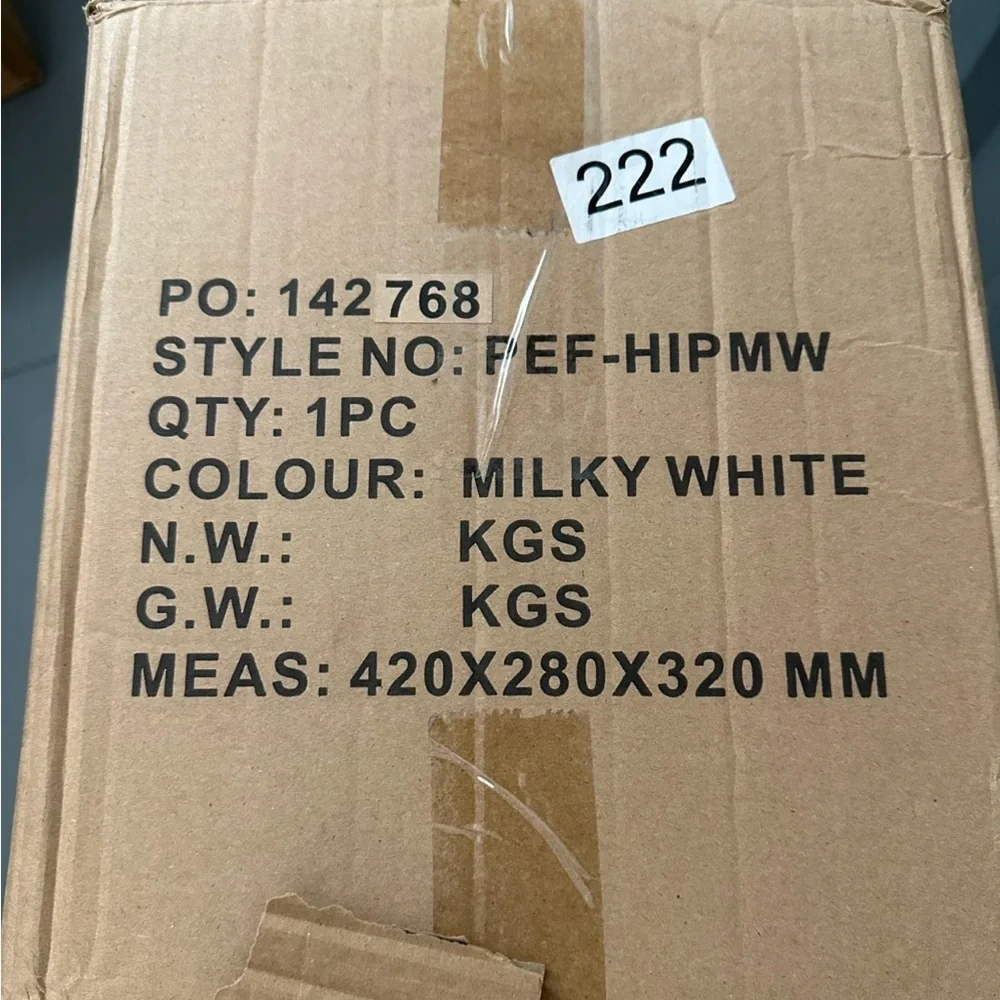 222
PO: 142768
STYLE NO: PEF-HIPMW
QTY: 1PC
COLOUR: MILKY WHITE
N.W.: KGS
G.W.: KGS
MEAS: 420X280X320 MM